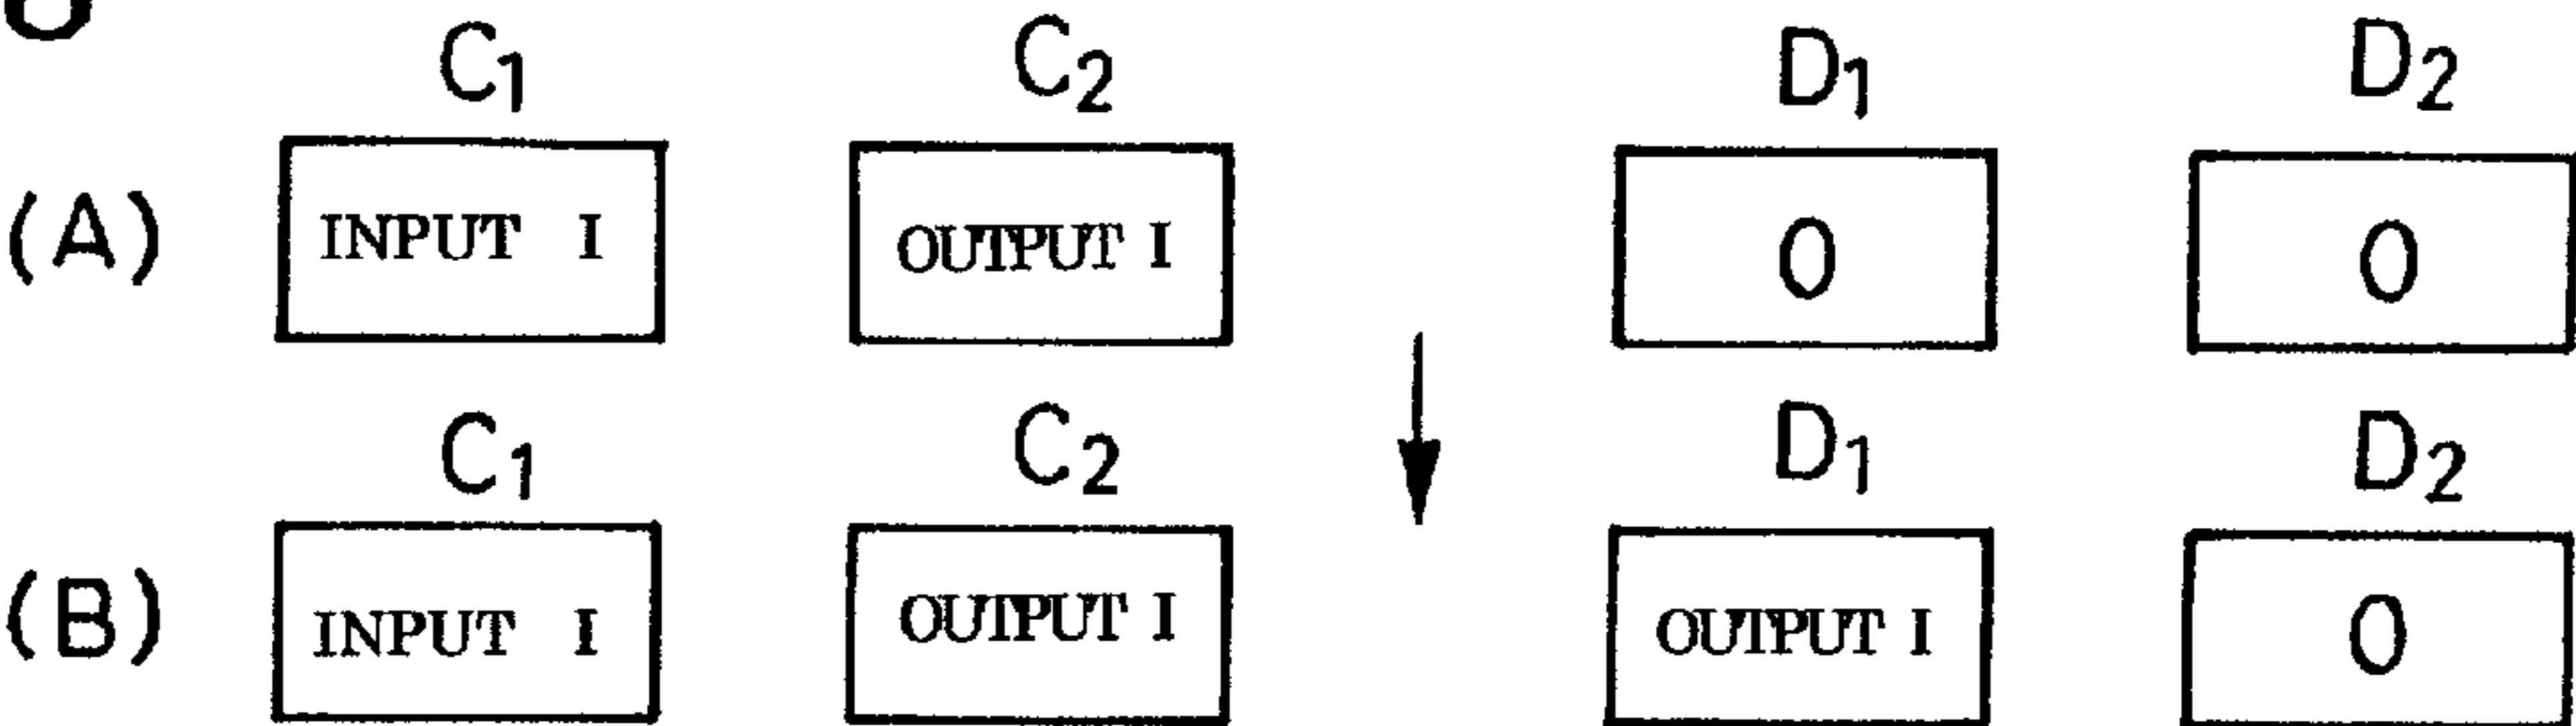 C1 C2 D1 D2
(A) INPUT I OUTPUT I 0 0
C1 C2 D1 D2
(B) INPUT I OUTPUT I OUTPUT I 0